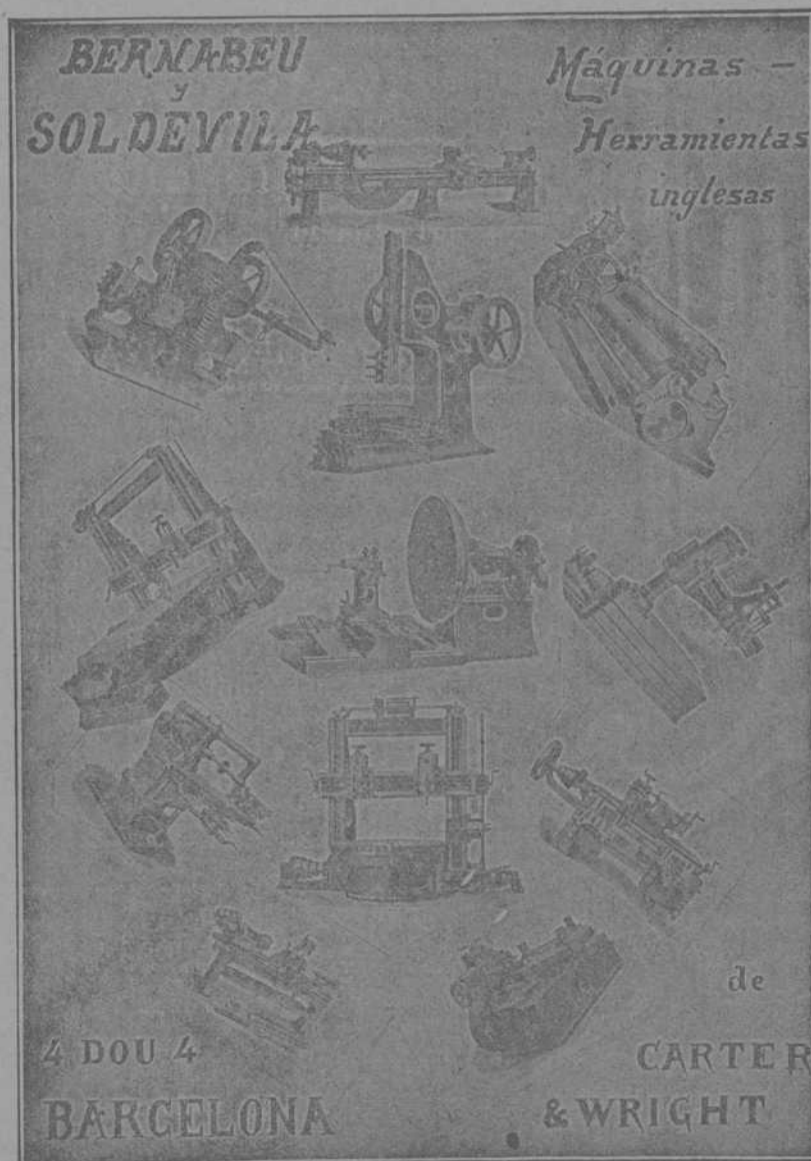 BERNABEU
y
SOLDEVILA
Máquinas -
Herramientas
inglesas
4 DOU 4
BARCELONA
de
CARTER
& WRIGHT